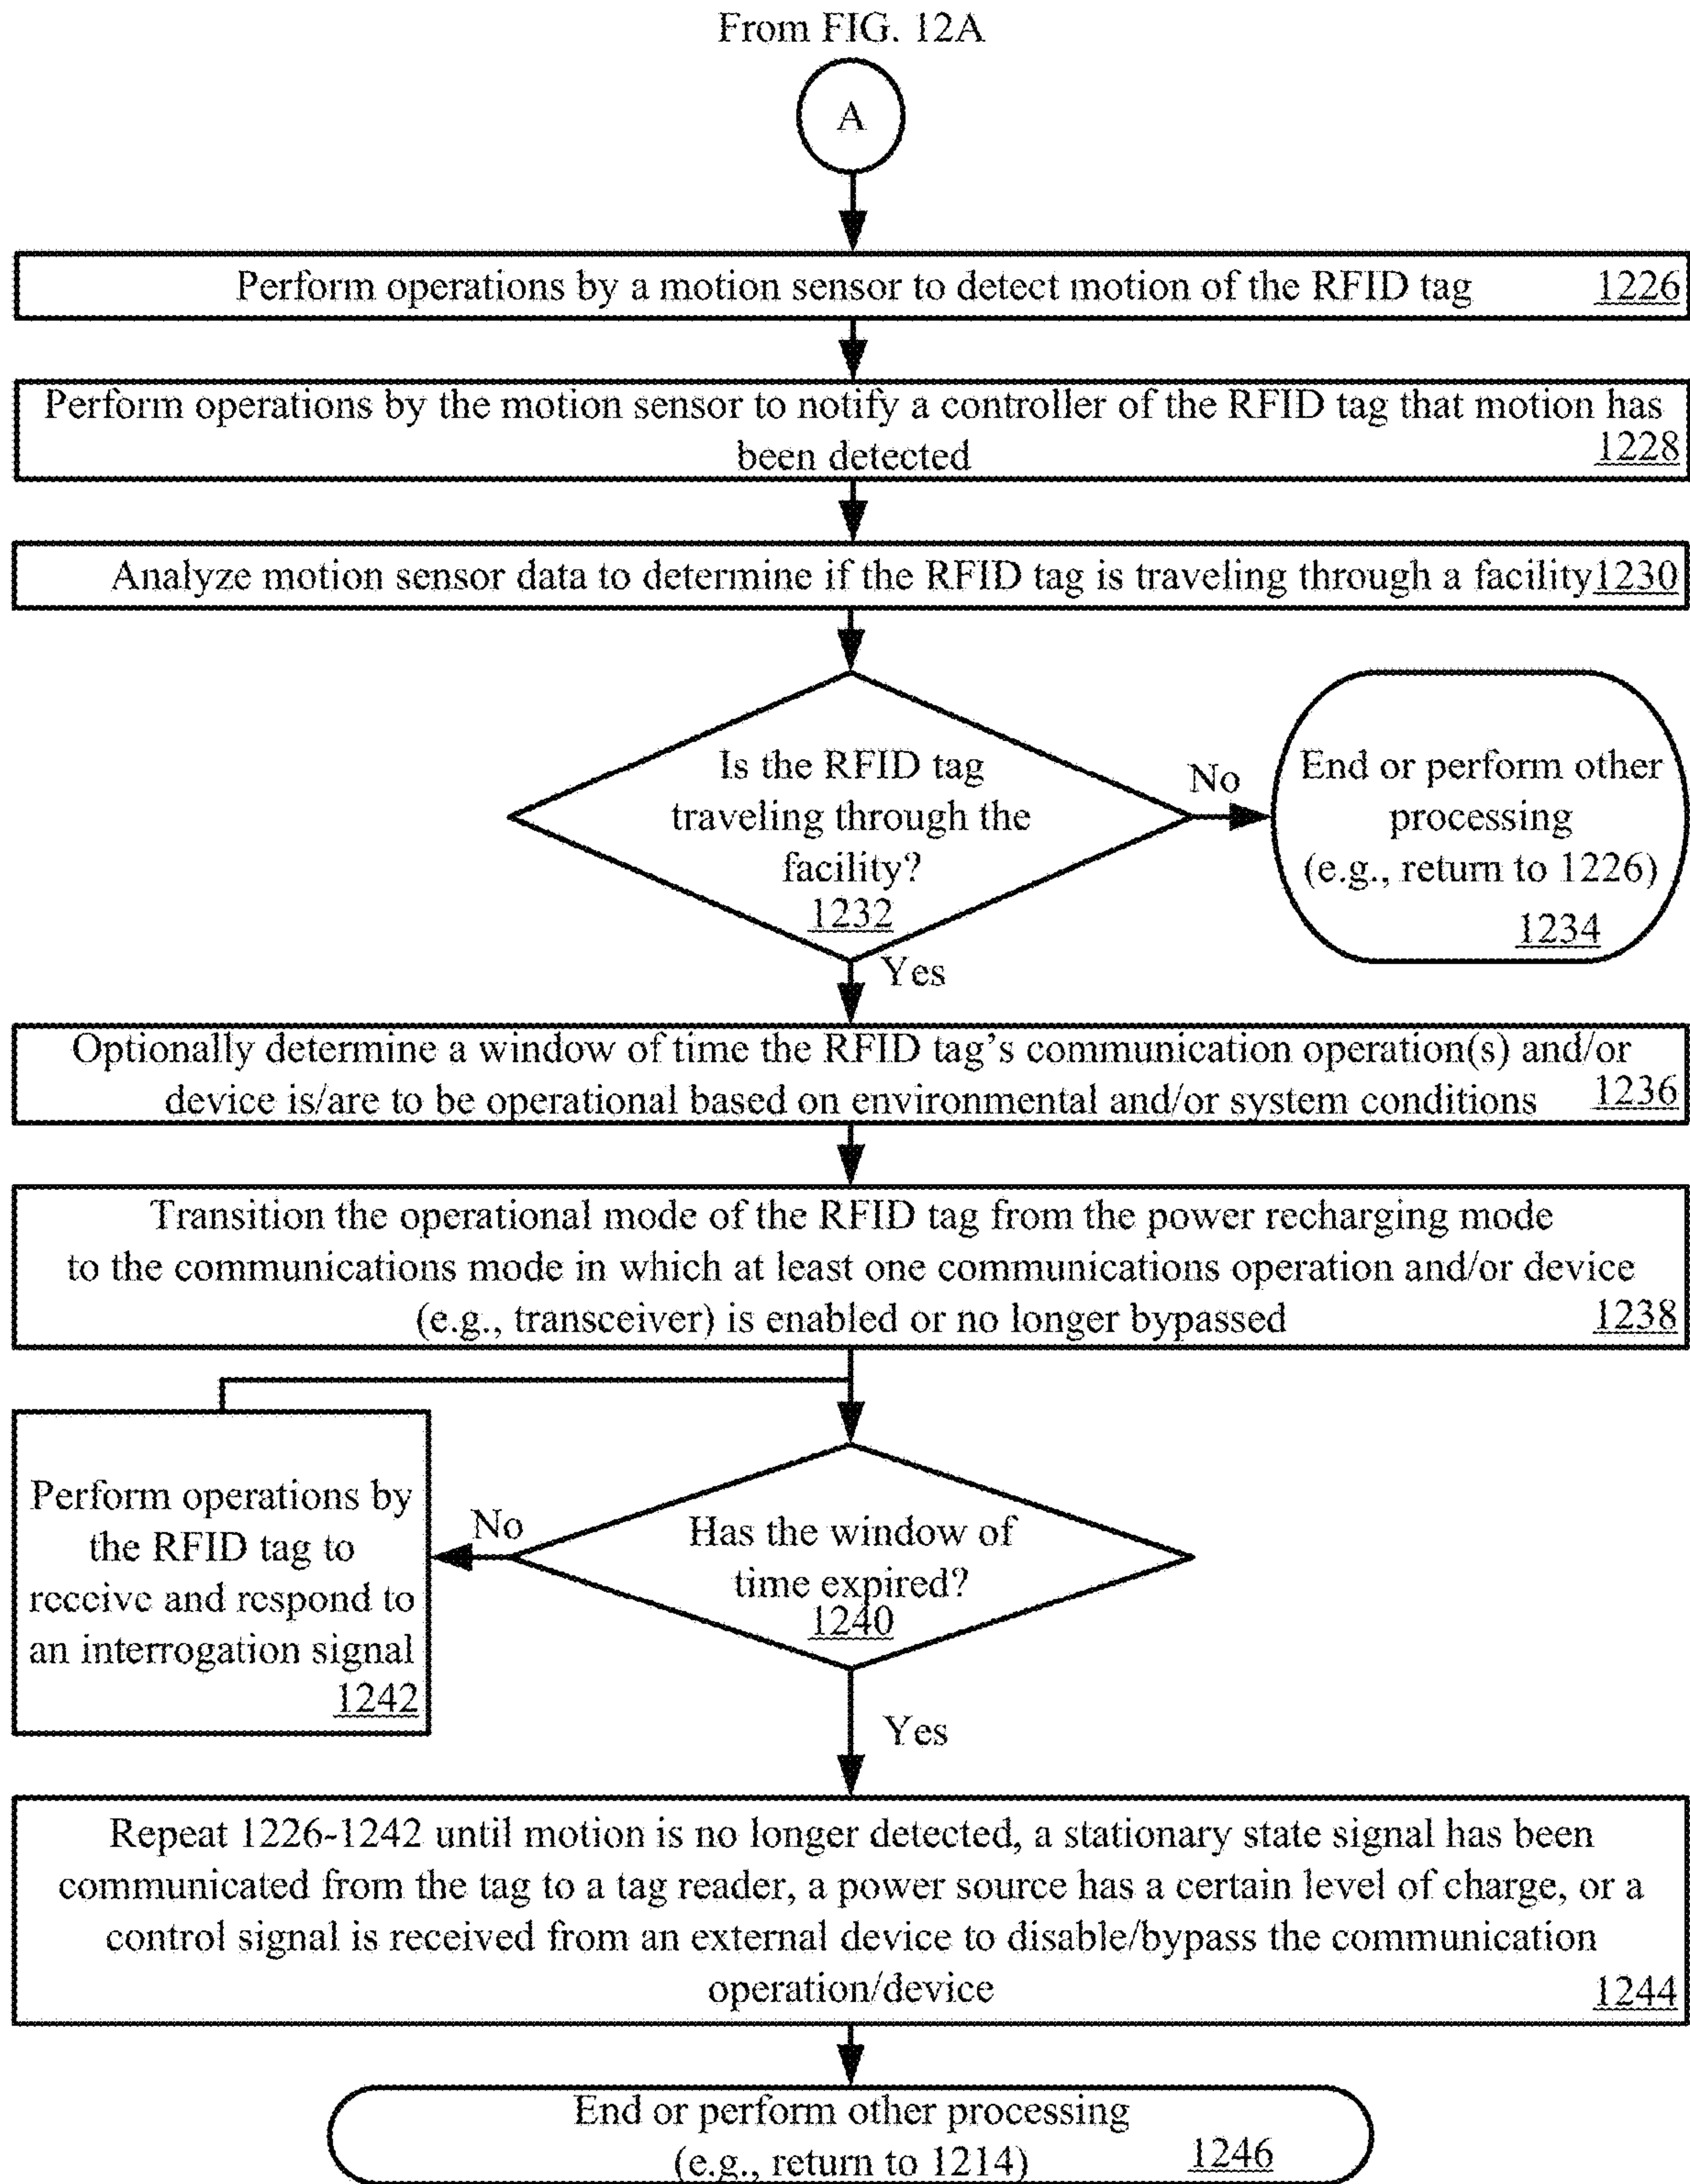 From FIG. 12A
A
Perform operations by a motion sensor to detect motion of the RFID tag 1226
Perform operations by the motion sensor to notify a controller of the RFID tag that motion has
been detected 1228
Analyze motion sensor data to determine if the RFID tag is traveling through a facility 1230
Is the RFID tag
traveling through the
facility?
1232
No
End or perform other
processing
(e.g., return to 1226)
1234
Yes
Optionally determine a window of time the RFID tag's communication operation(s) and/or
device is/are to be operational based on environmental and/or system conditions 1236
Transition the operational mode of the RFID tag from the power recharging mode
to the communications mode in which at least one communications operation and/or device
(e.g., transceiver) is enabled or no longer bypassed 1238
Perform operations by
the RFID tag to
receive and respond to
an interrogation signal
1242
No
Has the window of
time expired?
1240
Yes
Repeat 1226-1242 until motion is no longer detected, a stationary state signal has been
communicated from the tag to a tag reader, a power source has a certain level of charge, or a
control signal is received from an external device to disable/bypass the communication
operation/device 1244
End or perform other processing
(e.g., return to 1214) 1246